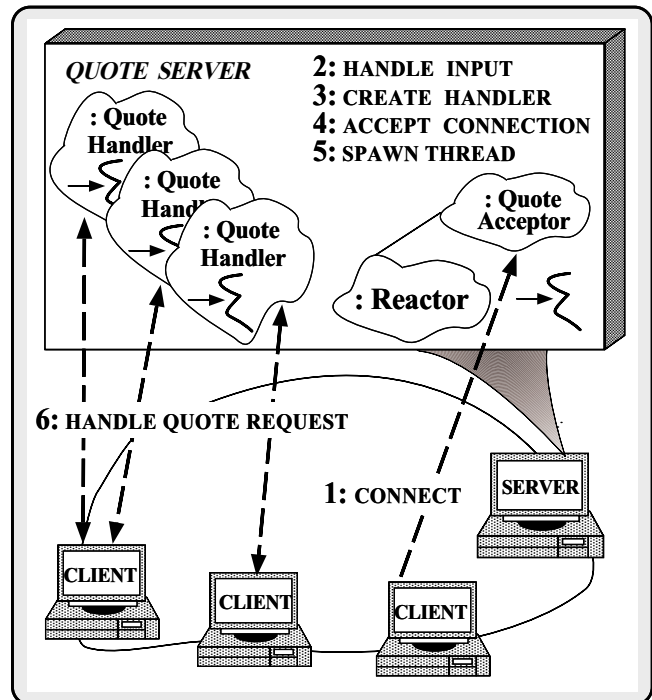 QUOTE SERVER
2: HANDLE INPUT
3: CREATE HANDLER
4: ACCEPT CONNECTION
5: SPAWN THREAD
: Quote
Handler
: Quote
Hand
: Quote
Handler
: Quote
Acceptor
: Reactor
6: HANDLE QUOTE REQUEST
1: CONNECT
SERVER
CLIENT
CLIENT
CLIENT